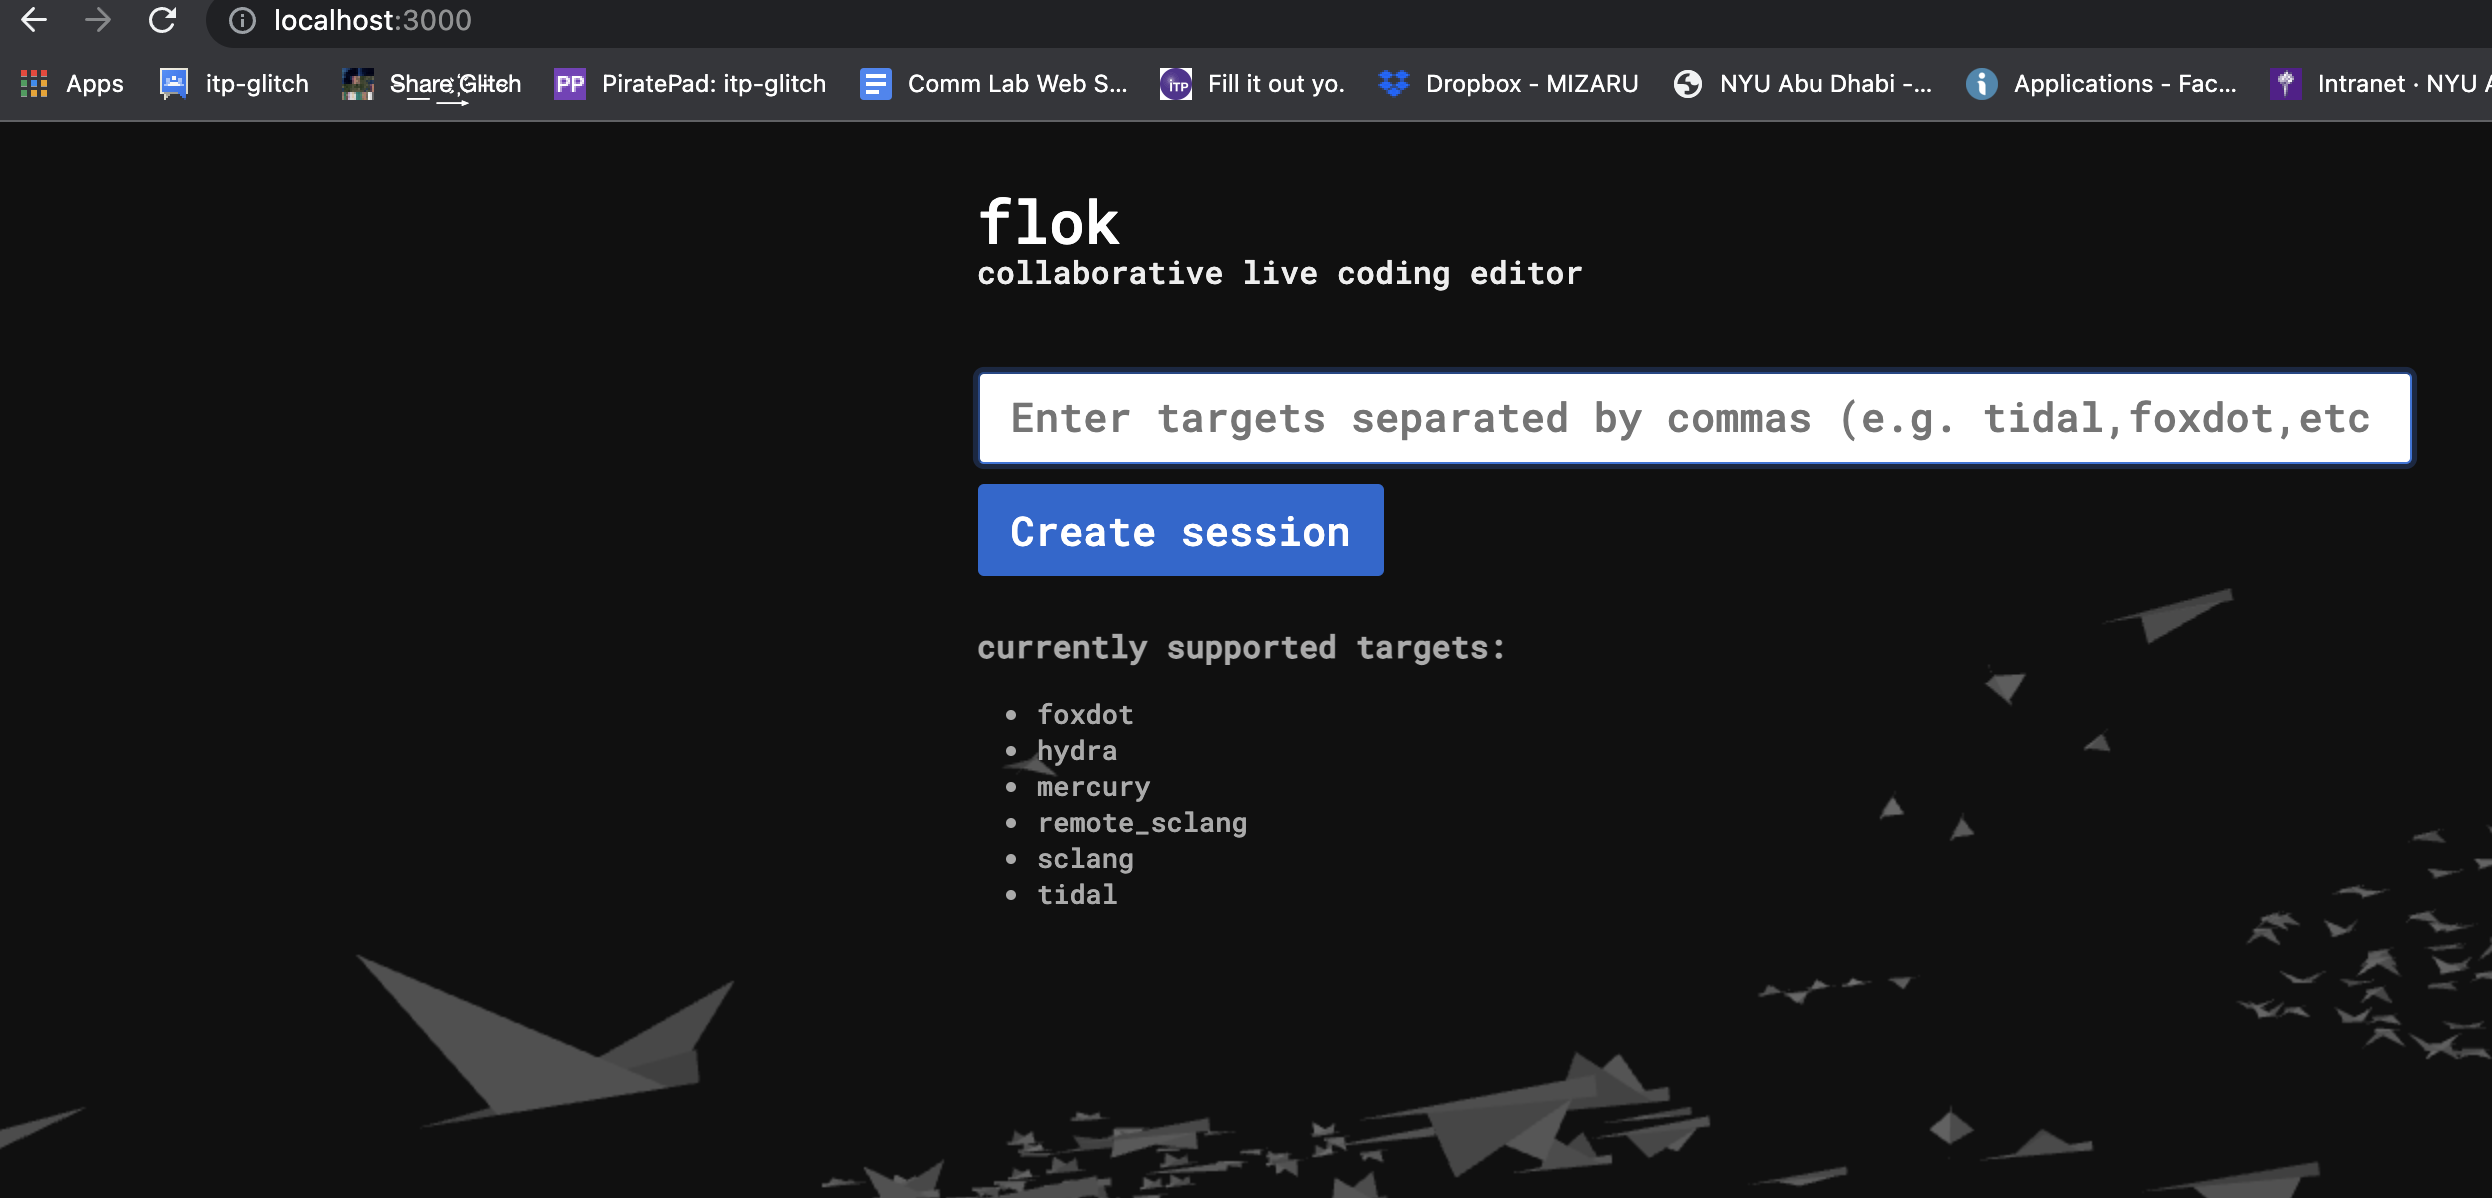 localhost:3000
Apps itp-glitch Share Glitch PP PiratePad: itp-glitch Comm Lab Web S... iTP Fill it out yo. Dropbox - MIZARU NYU Abu Dhabi -... Applications - Fac... Intranet · NYU A
flok
collaborative live coding editor
Enter targets separated by commas (e.g. tidal,foxdot,etc
Create session
currently supported targets:
• foxdot
• hydra
• mercury
• remote_sclang
• sclang
• tidal